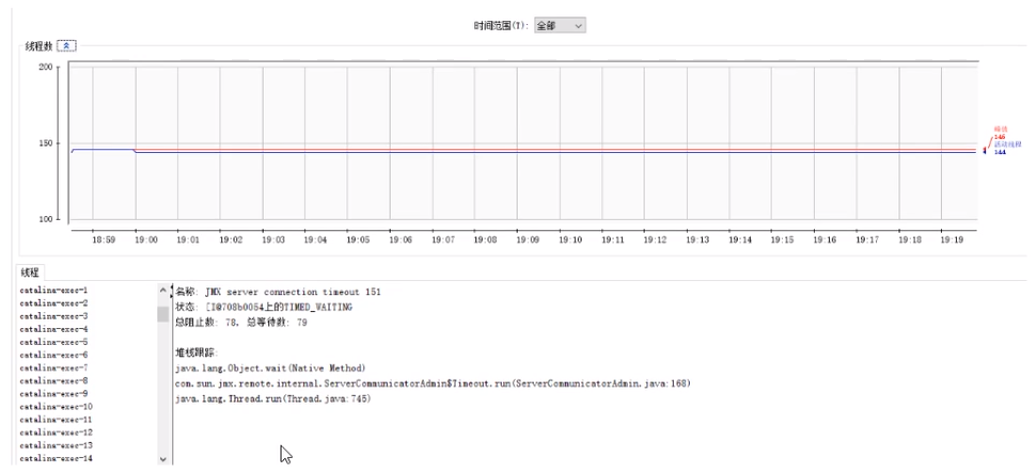 时间范围(T): 全部
线程数
200
150
100
峰值
146
活动线程
144
18:59 19:00 19:01 19:02 19:03 19:04 19:05 19:06 19:07 19:08 19:09 19:10 19:11 19:12 19:13 19:14 19:15 19:16 19:17 19:18 19:19
线程
catalina-exec-1
catalina-exec-2
catalina-exec-3
catalina-exec-4
catalina-exec-5
catalina-exec-6
catalina-exec-7
catalina-exec-8
catalina-exec-9
catalina-exec-10
catalina-exec-11
catalina-exec-12
catalina-exec-13
catalina-exec-14
名称: JMX server connection timeout 151
状态: [I@708b0054上的TIMED_WAITING
总阻止数: 78, 总等待数: 79
堆栈跟踪:
java.lang.Object.wait(Native Method)
com.sun.jmx.remote.internal.ServerCommunicatorAdmin$Timeout.run(ServerCommunicatorAdmin.java:168)
java.lang.Thread.run(Thread.java:745)